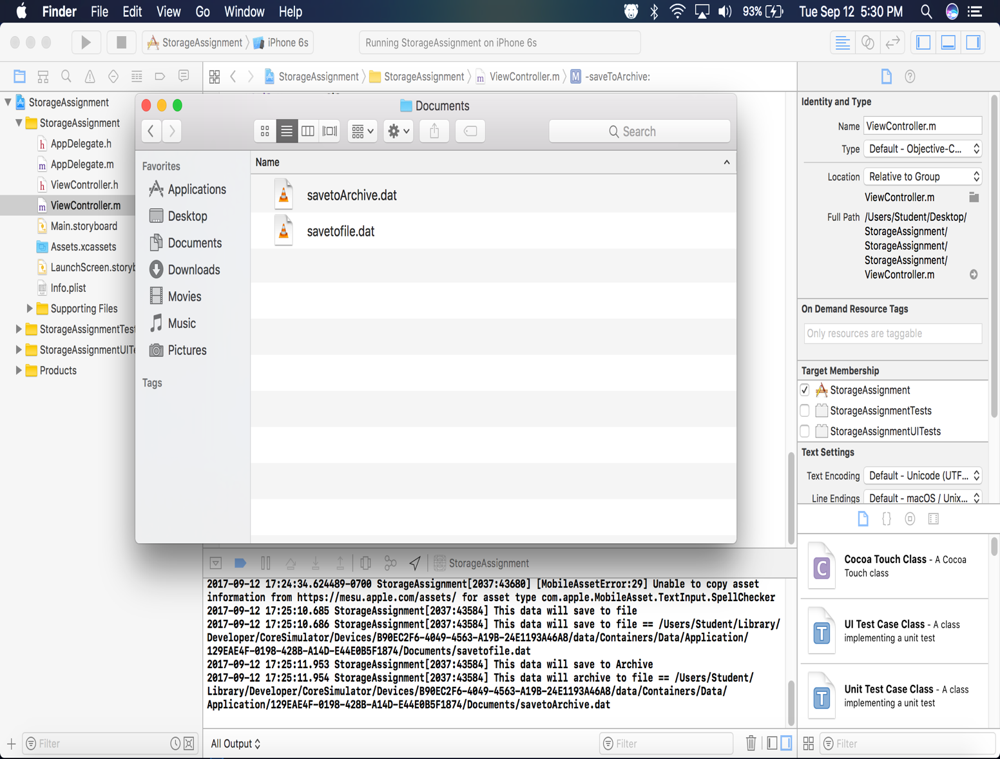 Finder File Edit View Go Window Help 93% Tue Sep 12 5:30 PM
StorageAssignment iPhone 6s Running StorageAssignment on iPhone 6s
StorageAssignment StorageAssignment ViewController.m M -saveToArchive:
StorageAssignment
StorageAssignment
h AppDelegate.h
m AppDelegate.m
h ViewController.h
m ViewController.m
Main.storyboard
Assets.xcassets
LaunchScreen.storyb
Info.plist
Supporting Files
StorageAssignmentTest
StorageAssignmentUITe
Products
Filter
Documents
Search
Favorites
Applications
Desktop
Documents
Downloads
Movies
Music
Pictures
Tags
Name
savetoArchive.dat
savetofile.dat
StorageAssignment
2017-09-12 17:24:34.624489-0700 StorageAssignment[2037:43680] [MobileAssetError:29] Unable to copy asset
information from https://mesu.apple.com/assets/ for asset type com.apple.MobileAsset.TextInput.SpellChecker
2017-09-12 17:25:10.685 StorageAssignment[2037:43584] This data will save to file
2017-09-12 17:25:10.686 StorageAssignment[2037:43584] This data will save to file == /Users/Student/Library/
Developer/CoreSimulator/Devices/B90EC2F6-4049-4563-A19B-24E1193A46A8/data/Containers/Data/Application/
129EAE4F-0198-428B-A14D-E44E0B5F1874/Documents/savetofile.dat
2017-09-12 17:25:11.953 StorageAssignment[2037:43584] This data will save to Archive
2017-09-12 17:25:11.954 StorageAssignment[2037:43584] This data will archive to file == /Users/Student/
Library/Developer/CoreSimulator/Devices/B90EC2F6-4049-4563-A19B-24E1193A46A8/data/Containers/Data/
Application/129EAE4F-0198-428B-A14D-E44E0B5F1874/Documents/savetoArchive.dat
All Output Filter
Identity and Type
Name ViewController.m
Type Default - Objective-C...
Location Relative to Group
ViewController.m
Full Path /Users/Student/Desktop/
StorageAssignment/
StorageAssignment/
StorageAssignment/
ViewController.m
On Demand Resource Tags
Only resources are taggable
Target Membership
StorageAssignment
StorageAssignmentTests
StorageAssignmentUITests
Text Settings
Text Encoding Default - Unicode (UTF...
Line Endings Default - macOS / Unix...
C Cocoa Touch Class - A Cocoa
Touch class
T UI Test Case Class - A class
implementing a unit test
T Unit Test Case Class - A class
implementing a unit test
Filter